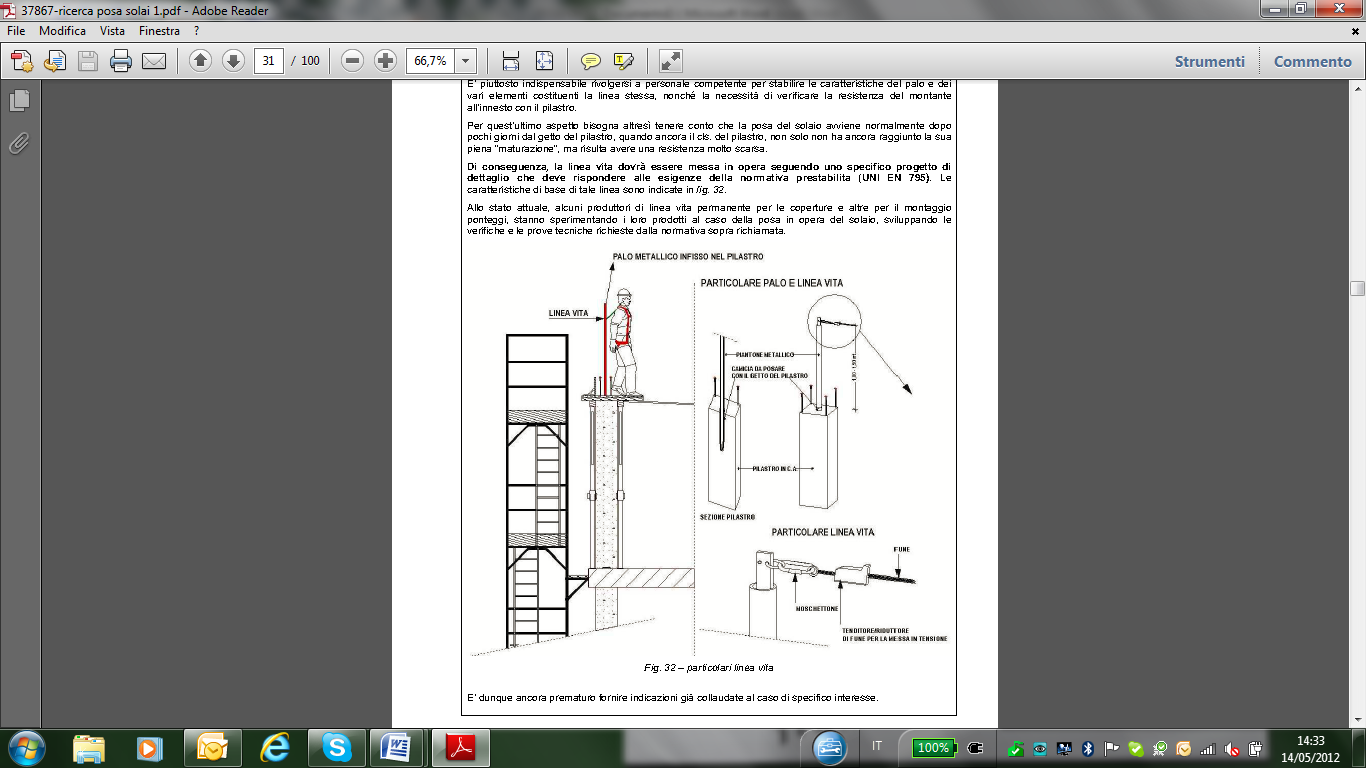 37867-ricerca posa solai 1.pdf - Adobe Reader
File Modifica Vista Finestra ?
31 / 100 66,7% Strumenti Commento
E' piuttosto indispensabile rivolgersi a personale competente per stabilire le caratteristiche del palo e dei
vari elementi costituenti la linea stessa, nonché la necessità di verificare la resistenza del montante
all'innesto con il pilastro.
Per quest'ultimo aspetto bisogna altresì tenere conto che la posa del solaio avviene normalmente dopo
pochi giorni dal getto del pilastro, quando ancora il cls. del pilastro, non solo non ha ancora raggiunto la sua
piena "maturazione", ma risulta avere una resistenza molto scarsa.
Di conseguenza, la linea vita dovrà essere messa in opera seguendo uno specifico progetto di
dettaglio che deve rispondere alle esigenze della normativa prestabilita (UNI EN 795). Le
caratteristiche di base di tale linea sono indicate in fig. 32.
Allo stato attuale, alcuni produttori di linea vita permanente per le coperture e altre per il montaggio
ponteggi, stanno sperimentando i loro prodotti al caso della posa in opera del solaio, sviluppando le
verifiche e le prove tecniche richieste dalla normativa sopra richiamata.
PALO METALLICO INFISSO NEL PILASTRO
LINEA VITA
PARTICOLARE PALO E LINEA VITA
PIANTONE METALLICO
CAMICIA DA POSARE
CON IL GETTO DEL PILASTRO
PILASTRO IN C.A.
SEZIONE PILASTRO
PARTICOLARE LINEA VITA
FUNE
MOSCHETTONE
TENDITORE/RIDUTTORE
DI FUNE PER LA MESSA IN TENSIONE
Fig. 32 – particolari linea vita
E' dunque ancora prematuro fornire indicazioni già collaudate al caso di specifico interesse.
IT 100% 14:33
14/05/2012